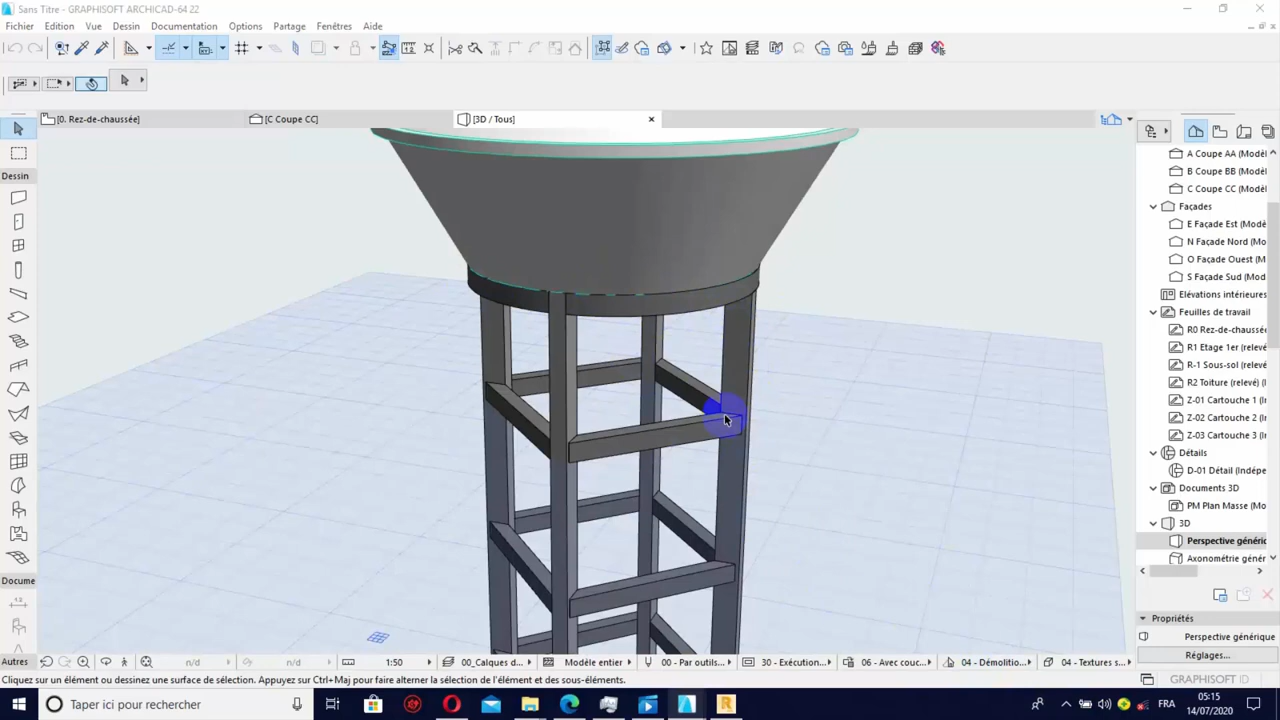 Sans Titre - GRAPHISOFT ARCHICAD-64 22
Fichier Edition Vue Dessin Documentation Options Partage Fenêtres Aide
[0. Rez-de-chaussée] [C Coupe CC] [3D / Tous]
A Coupe AA (Modèl
B Coupe BB (Modèl
C Coupe CC (Modèl
Dessin
Façades
E Façade Est (Modè
N Façade Nord (Mo
O Façade Ouest (M
S Façade Sud (Mod
Elévations intérieures
Feuilles de travail
R0 Rez-de-chaussé
R1 Etage 1er (relev
R-1 Sous-sol (relev
R2 Toiture (relevé)
Z-01 Cartouche 1 (
Z-02 Cartouche 2 (
Z-03 Cartouche 3 (
Détails
D-01 Détail (Indépe
Documents 3D
PM Plan Masse (Mo
3D
Perspective génériq
Axonométrie génér
Docume
Propriétés
Perspective générique
Réglages...
Autres
n/d n/d 1:50 00_Calques d... Modèle entier 00 - Par outils... 30 - Exécution... 06 - Avec couc... 04 - Démolitio... 04 - Textures s...
Cliquez sur un élément ou dessinez une surface de sélection. Appuyez sur Ctrl+Maj pour faire alterner la sélection de l'élément et des sous-éléments.
GRAPHISOFT ID
Taper ici pour rechercher
FR
05:15
14/07/2020